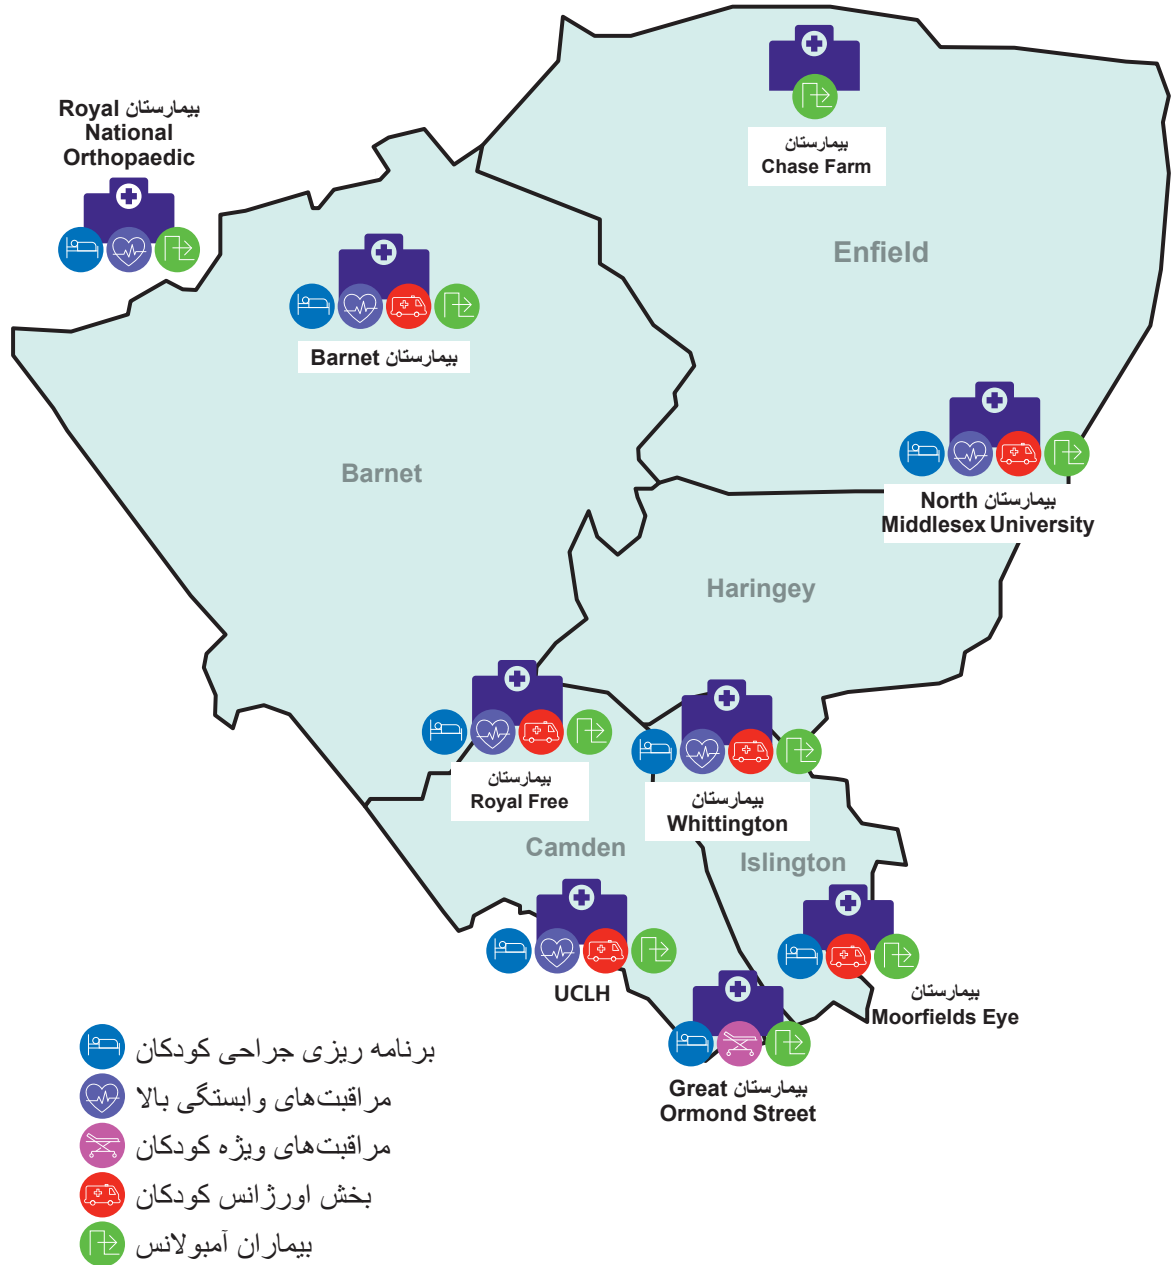 بیمارستان Royal
National
Orthopaedic
بیمارستان
Chase Farm
Enfield
بیمارستان Barnet
Barnet
بیمارستان North
Middlesex University
Haringey
بیمارستان
Royal Free
بیمارستان
Whittington
Camden
Islington
UCLH
بیمارستان
Moorfields Eye
بیمارستان Great
Ormond Street
برنامه ریزی جراحی کودکان
مراقبت‌های وابستگی بالا
مراقبت‌های ویژه کودکان
بخش اورژانس کودکان
بیماران آمبولانس